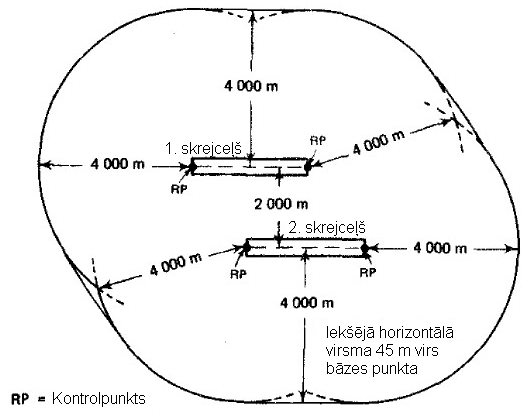 4 000 m
1. skrejceļš
RP
4 000 m
4 000 m
RP
2 000 m
2. skrejceļš
4 000 m
4 000 m
RP
RP
4 000 m
Iekšējā horizontālā
virsma 45 m virs
bāzes punkta
RP = Kontrolpunkts